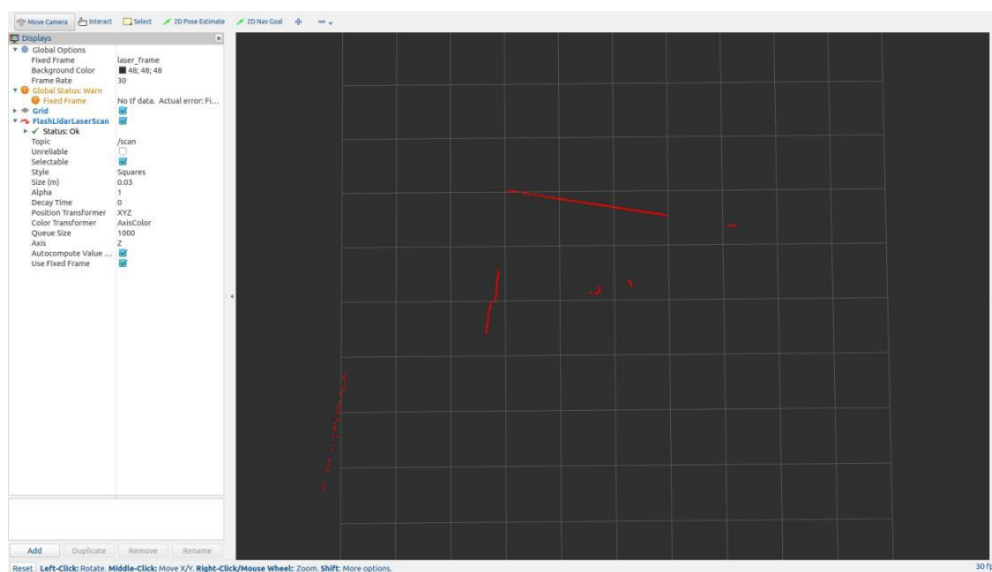 Move Camera Interact Select 2D Pose Estimate 2D Nav Goal
Displays
Global Options
Fixed Frame laser_frame
Background Color 48; 48; 48
Frame Rate 30
Global Status: Warn
Fixed Frame No tf data. Actual error: Fi...
Grid
FlashLidarLaserScan
Status: Ok
Topic /scan
Unreliable
Selectable
Style Squares
Size (m) 0.03
Alpha 1
Decay Time 0
Position Transformer XYZ
Color Transformer AxisColor
Queue Size 1000
Axis Z
Autocompute Value ...
Use Fixed Frame
Add Duplicate Remove Rename
Reset Left-Click: Rotate. Middle-Click: Move X/Y. Right-Click/Mouse Wheel: Zoom. Shift: More options. 30 fp